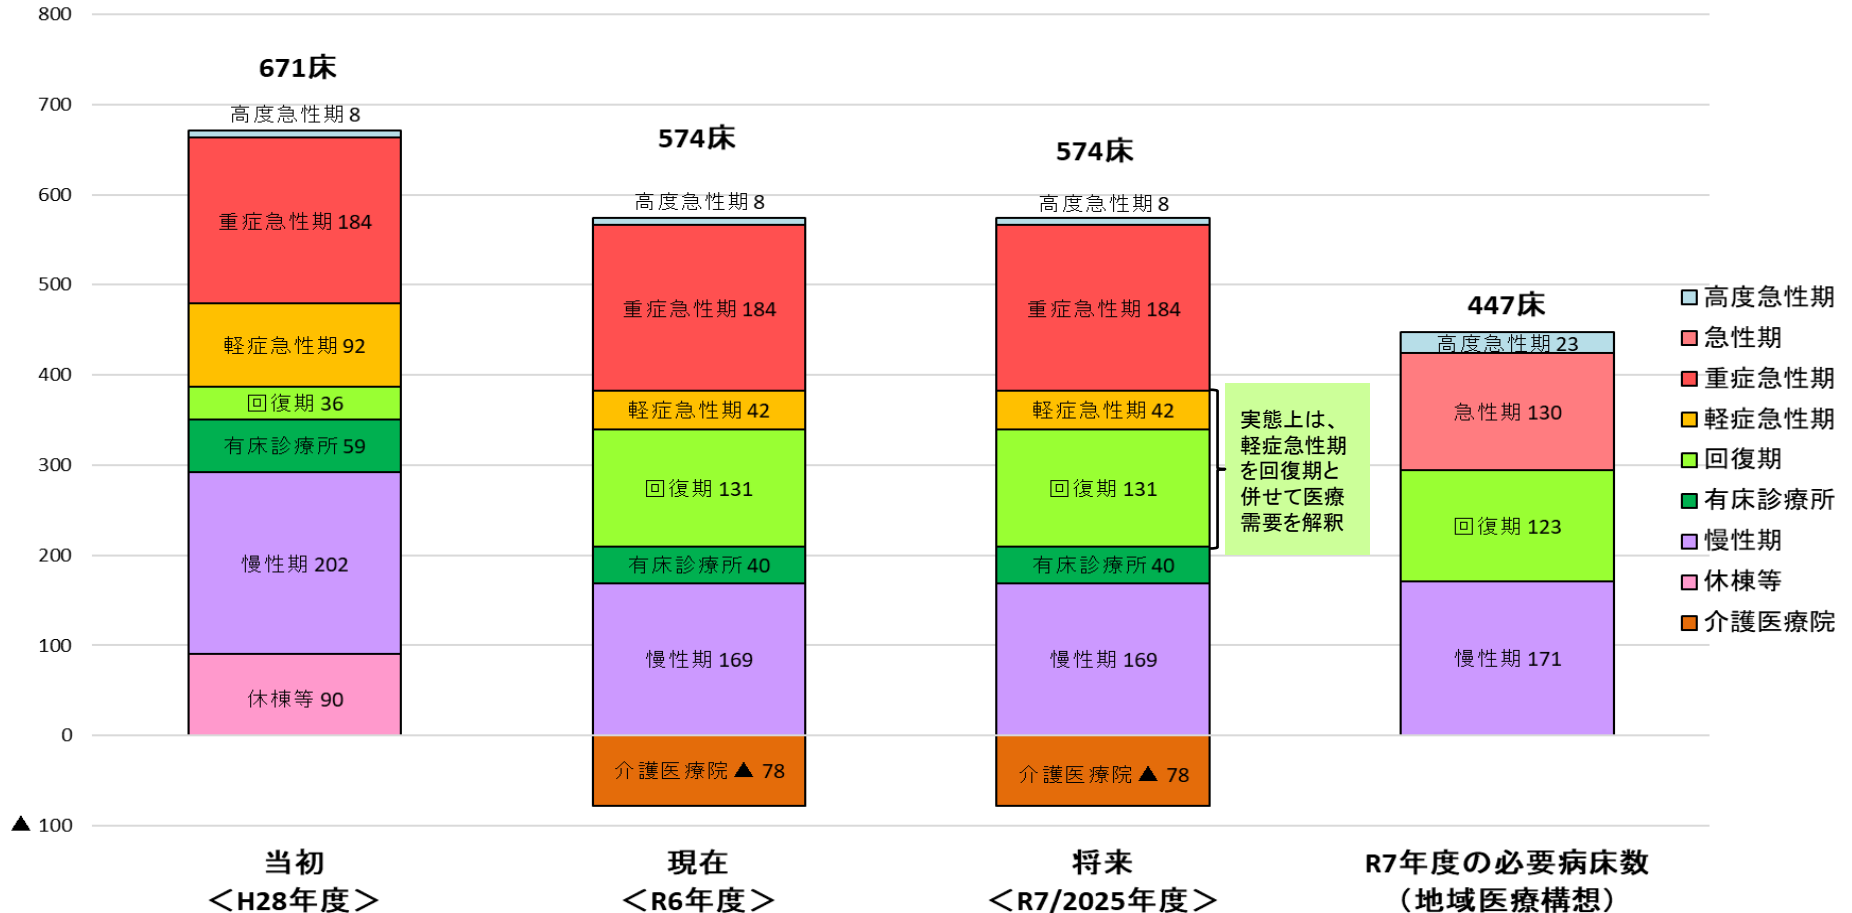 800
700
600
500
400
300
200
100
0
▲ 100
671床
高度急性期 8
重症急性期 184
軽症急性期 92
回復期 36
有床診療所 59
慢性期 202
休棟等 90
574床
高度急性期 8
重症急性期 184
軽症急性期 42
回復期 131
有床診療所 40
慢性期 169
介護医療院 ▲ 78
574床
高度急性期 8
重症急性期 184
軽症急性期 42
回復期 131
有床診療所 40
慢性期 169
介護医療院 ▲ 78
実態上は、
軽症急性期
を回復期と
併せて医療
需要を解釈
447床
高度急性期 23
急性期 130
回復期 123
慢性期 171
高度急性期
急性期
重症急性期
軽症急性期
回復期
有床診療所
慢性期
休棟等
介護医療院
当初
＜H28年度＞
現在
＜R6年度＞
将来
＜R7/2025年度＞
R7年度の必要病床数
（地域医療構想）